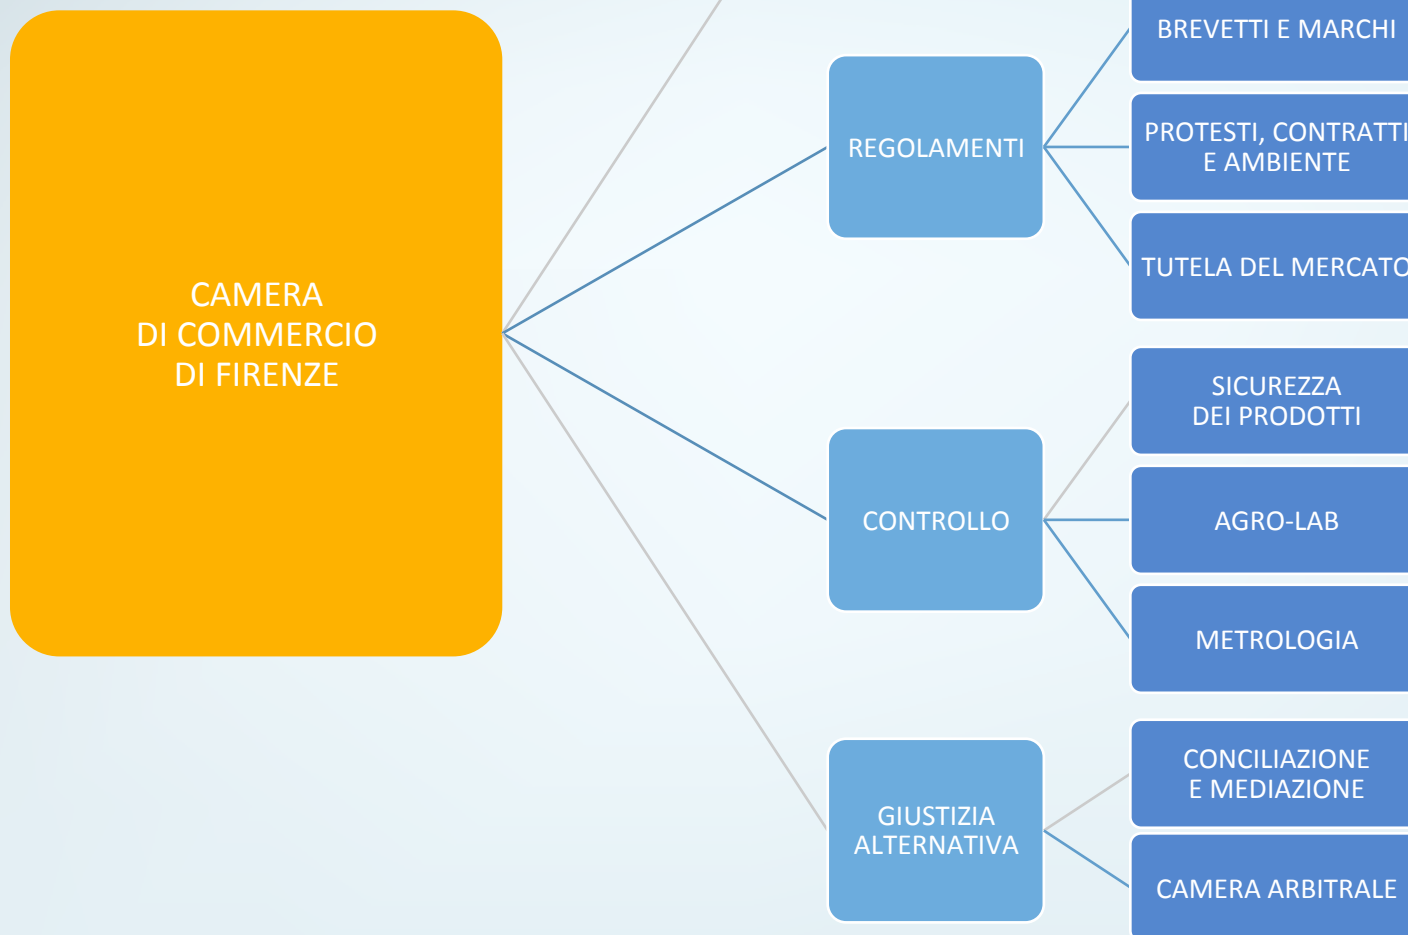 CAMERA
DI COMMERCIO
DI FIRENZE
REGOLAMENTI
BREVETTI E MARCHI
PROTESTI, CONTRATTI
E AMBIENTE
TUTELA DEL MERCATO
CONTROLLO
SICUREZZA
DEI PRODOTTI
AGRO-LAB
METROLOGIA
GIUSTIZIA
ALTERNATIVA
CONCILIAZIONE
E MEDIAZIONE
CAMERA ARBITRALE